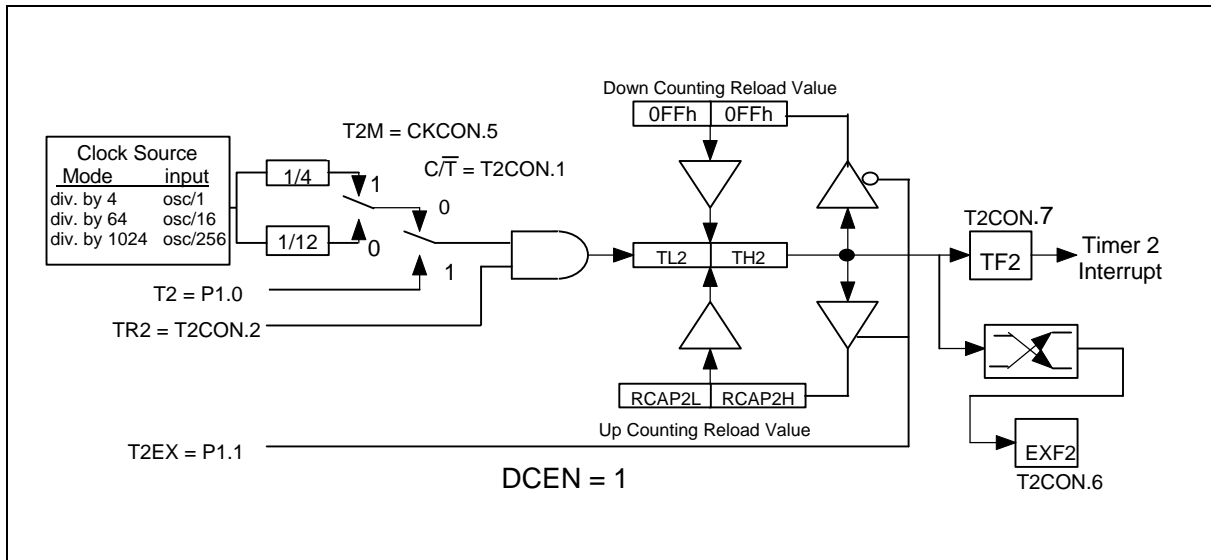 Down Counting Reload Value
0FFh 0FFh
T2M = CKCON.5
C/T̅ = T2CON.1
Clock Source
Mode input
div. by 4 osc/1
div. by 64 osc/16
div. by 1024 osc/256
1/4
1
0
1/12
0
1
T2 = P1.0
TR2 = T2CON.2
TL2 TH2
T2CON.7
TF2
Timer 2
Interrupt
RCAP2L RCAP2H
Up Counting Reload Value
T2EX = P1.1
EXF2
T2CON.6
DCEN = 1